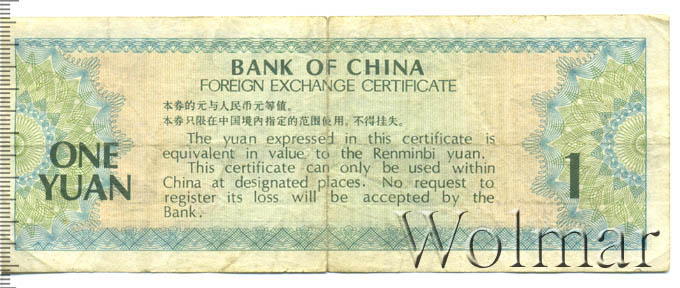 BANK OF CHINA
FOREIGN EXCHANGE CERTIFICATE
本券的元与人民币元等值。
本券只限在中国境内指定的范围使用，不得挂失。
The yuan expressed in this certificate is
equivalent in value to the Renminbi yuan.
This certificate can only be used within
China at designated places. No request to
register its loss will be accepted by the
Bank.
ONE
YUAN
1
Wolmar